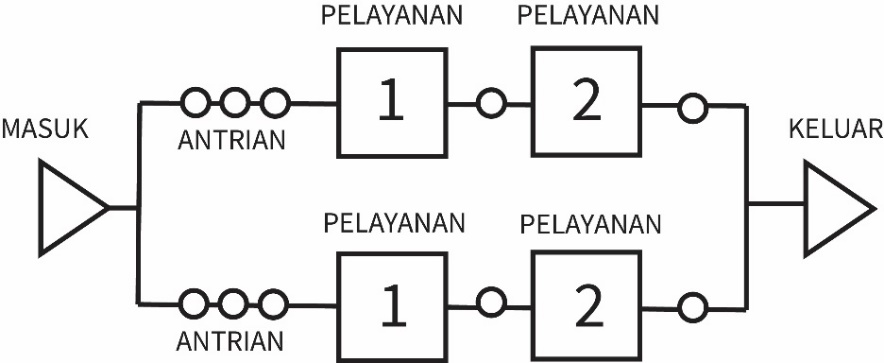 PELAYANAN PELAYANAN
1 2
MASUK
ANTRIAN
KELUAR
PELAYANAN PELAYANAN
1 2
ANTRIAN